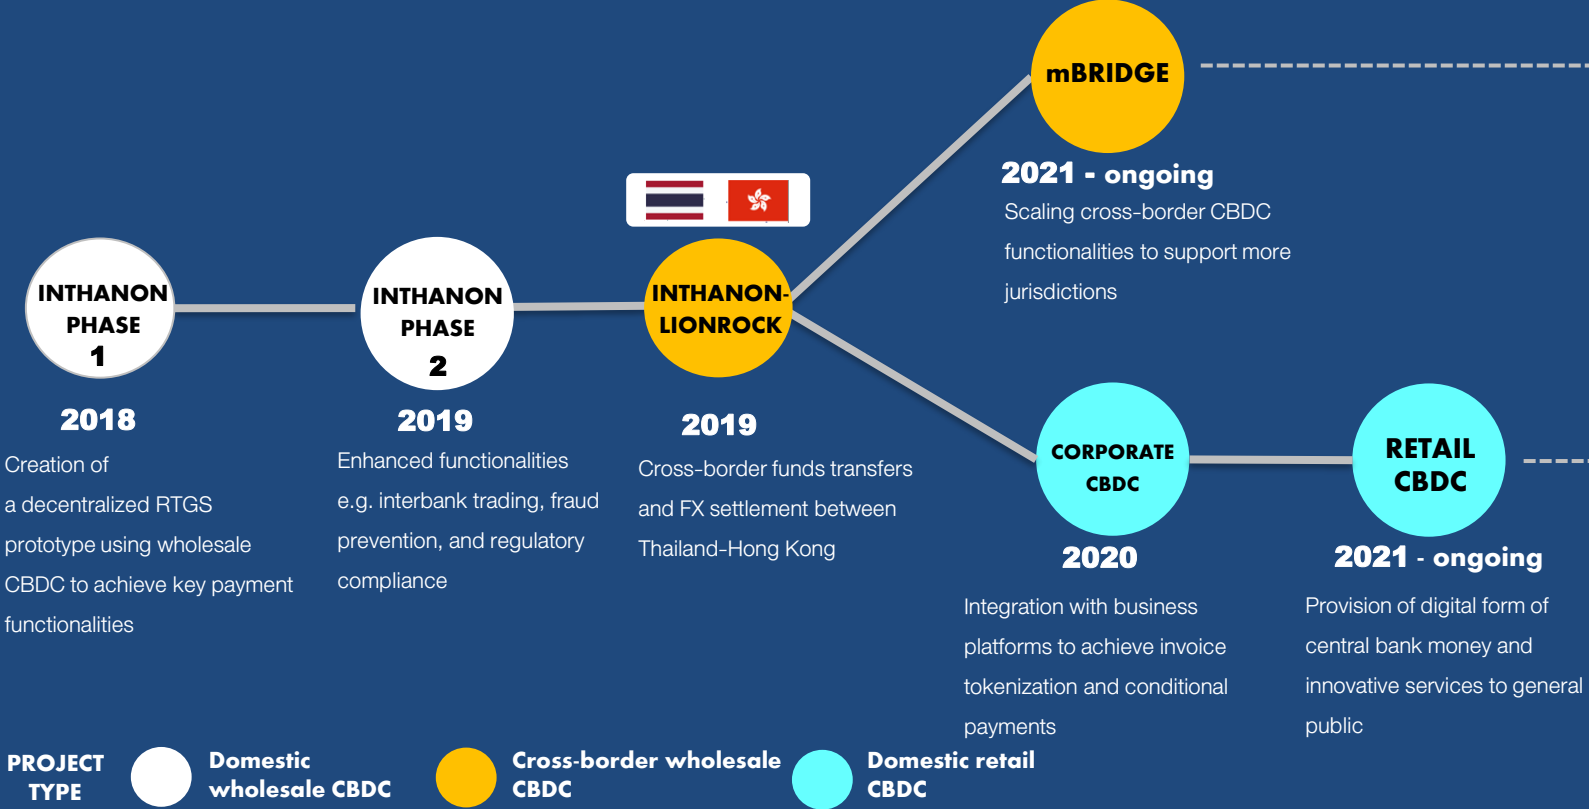 mBRIDGE
2021 - ongoing
Scaling cross-border CBDC
functionalities to support more
jurisdictions
INTHANON
PHASE
1
2018
Creation of
a decentralized RTGS
prototype using wholesale
CBDC to achieve key payment
functionalities
INTHANON
PHASE
2
2019
Enhanced functionalities
e.g. interbank trading, fraud
prevention, and regulatory
compliance
INTHANON-
LIONROCK
2019
Cross-border funds transfers
and FX settlement between
Thailand-Hong Kong
CORPORATE
CBDC
2020
Integration with business
platforms to achieve invoice
tokenization and conditional
payments
RETAIL
CBDC
2021 - ongoing
Provision of digital form of
central bank money and
innovative services to general
public
PROJECT
TYPE
Domestic
wholesale CBDC
Cross-border wholesale
CBDC
Domestic retail
CBDC